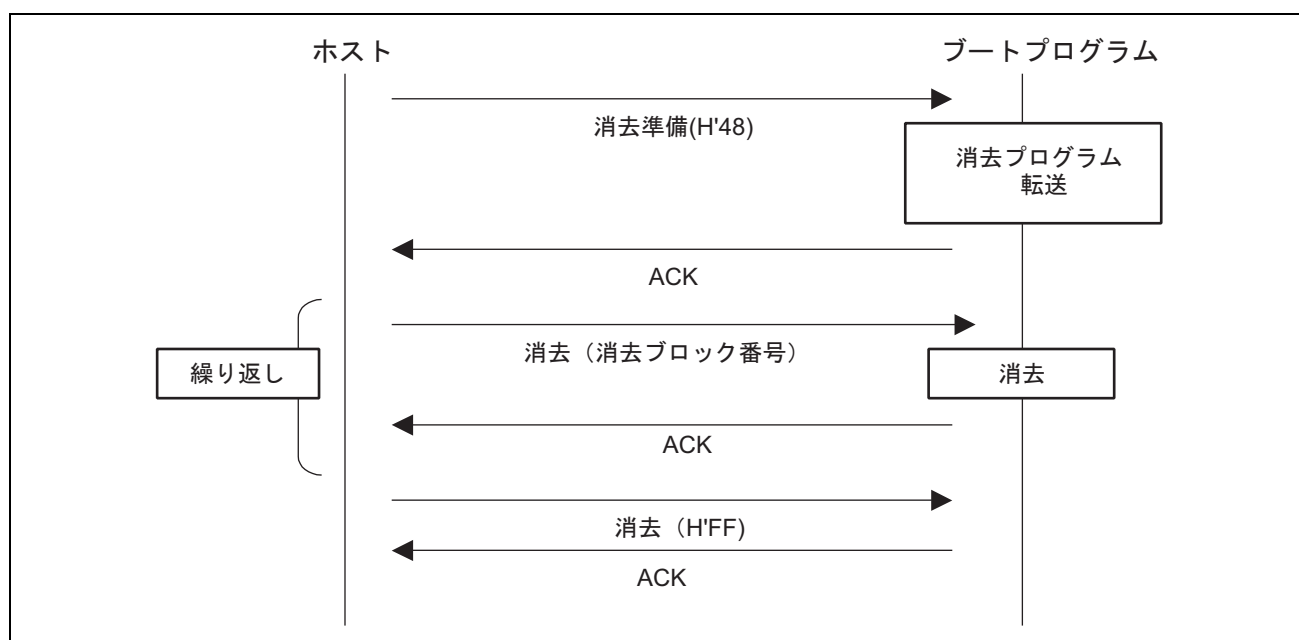 ホスト
ブートプログラム
消去準備(H'48)
消去プログラム
転送
ACK
消去（消去ブロック番号）
繰り返し
消去
ACK
消去（H'FF)
ACK